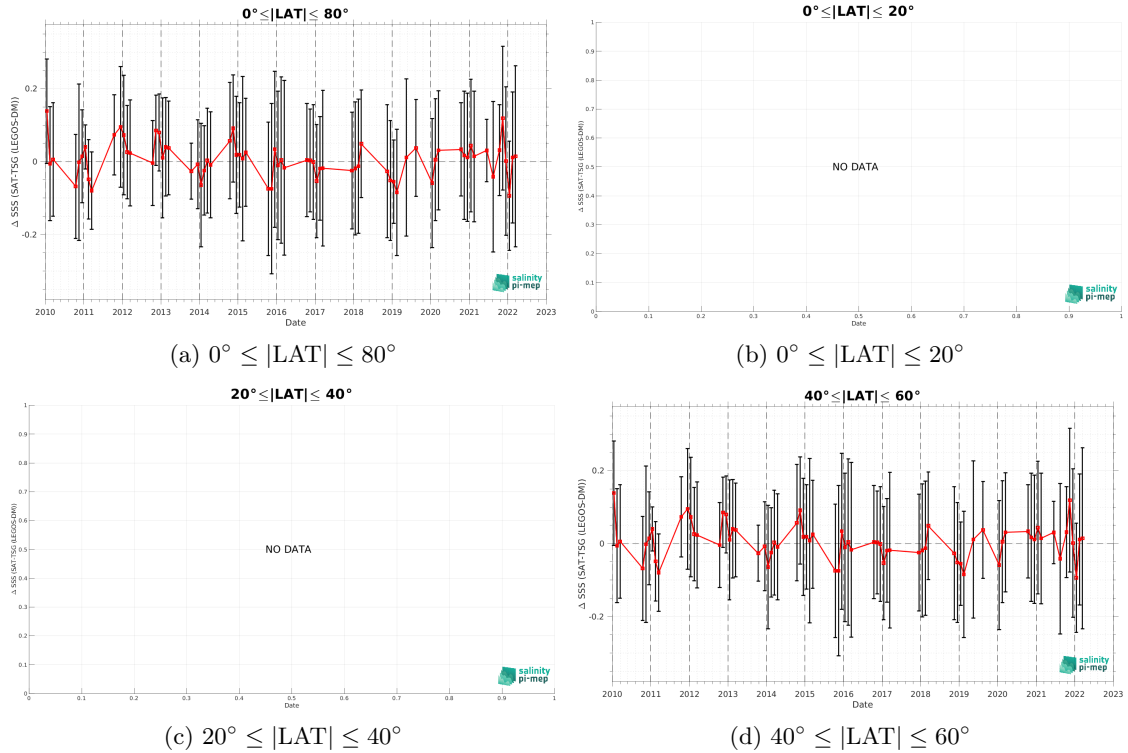 0°≤|LAT|≤ 80°
Δ SSS (SAT-TSG (LEGOS-DM))
0.2
0
-0.2
2010 2011 2012 2013 2014 2015 2016 2017 2018 2019 2020 2021 2022 2023
Date
salinity
pi-mep
(a) 0° ≤ |LAT| ≤ 80°
0°≤|LAT|≤ 20°
Δ SSS (SAT-TSG (LEGOS-DM))
1
0.9
0.8
0.7
0.6
0.5
0.4
0.3
0.2
0.1
0
NO DATA
0 0.1 0.2 0.3 0.4 0.5 0.6 0.7 0.8 0.9 1
Date
salinity
pi-mep
(b) 0° ≤ |LAT| ≤ 20°
20°≤|LAT|≤ 40°
Δ SSS (SAT-TSG (LEGOS-DM))
1
0.9
0.8
0.7
0.6
0.5
0.4
0.3
0.2
0.1
0
NO DATA
0 0.1 0.2 0.3 0.4 0.5 0.6 0.7 0.8 0.9 1
Date
salinity
pi-mep
(c) 20° ≤ |LAT| ≤ 40°
40°≤|LAT|≤ 60°
Δ SSS (SAT-TSG (LEGOS-DM))
0.2
0
-0.2
2010 2011 2012 2013 2014 2015 2016 2017 2018 2019 2020 2021 2022 2023
Date
salinity
pi-mep
(d) 40° ≤ |LAT| ≤ 60°